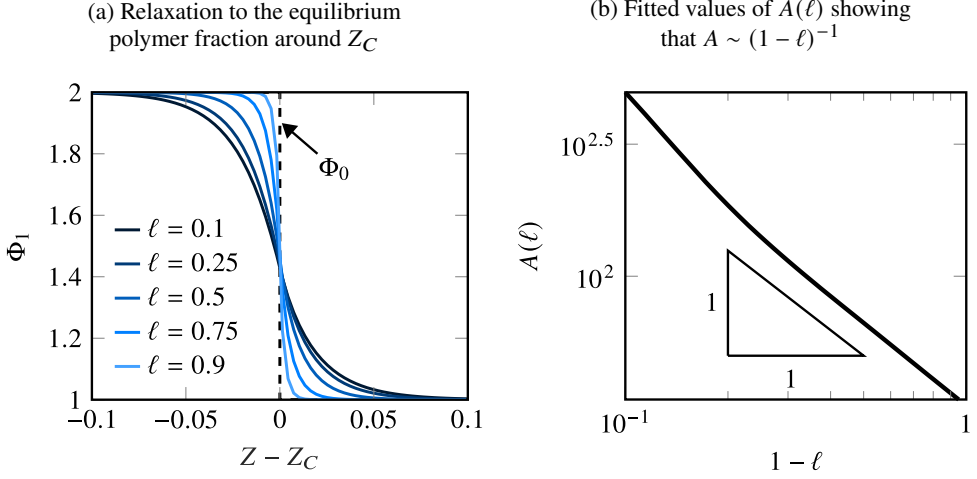 (a) Relaxation to the equilibrium
polymer fraction around Z_C
(b) Fitted values of A(ℓ) showing
that A ∼ (1 − ℓ)^{−1}
2
1.8
1.6
1.4
1.2
1
Φ_1
Φ_0
ℓ = 0.1
ℓ = 0.25
ℓ = 0.5
ℓ = 0.75
ℓ = 0.9
−0.1
−0.05
0
0.05
0.1
Z − Z_C
10^{2.5}
10^2
A(ℓ)
1
1
10^{−1}
1
1 − ℓ